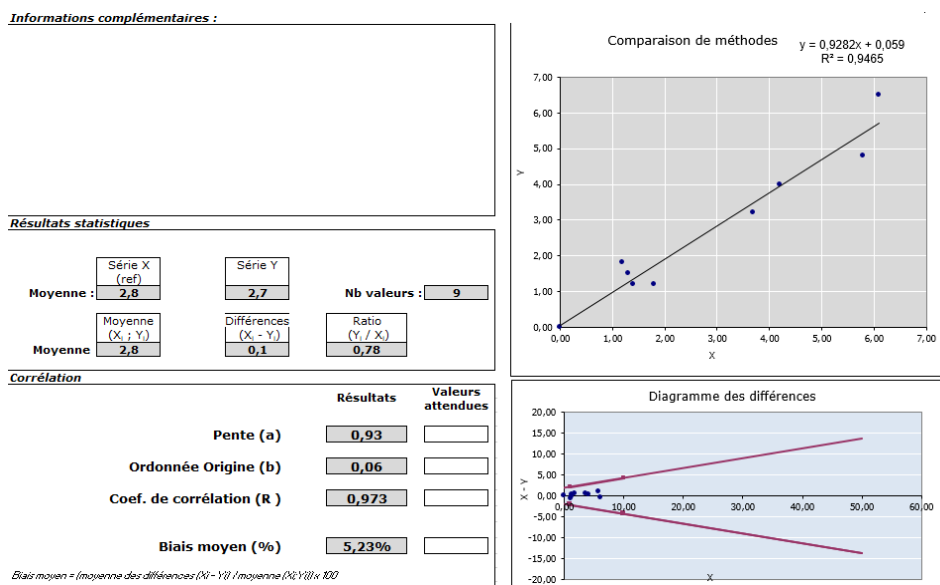 Informations complémentaires :
Résultats statistiques
Série X
(ref)
Série Y
Moyenne : 2,8 2,7 Nb valeurs : 9
Moyenne
(Xi ; Yi)
Différences
(Xi - Yi)
Ratio
(Yi / Xi)
Moyenne 2,8 0,1 0,78
Corrélation
Résultats
Valeurs
attendues
Pente (a) 0,93
Ordonnée Origine (b) 0,06
Coef. de corrélation (R ) 0,973
Biais moyen (%) 5,23%
Biais moyen = (moyenne des différences (Xi - Yi) / moyenne (Xi;Yi)) x 100
Comparaison de méthodes
y = 0,9282x + 0,059
R² = 0,9465
7,00
6,00
5,00
4,00
3,00
2,00
1,00
0,00
Y
0,00 1,00 2,00 3,00 4,00 5,00 6,00 7,00
X
Diagramme des différences
20,00
15,00
10,00
5,00
0,00
-5,00
-10,00
-15,00
-20,00
X - Y
0,00 10,00 20,00 30,00 40,00 50,00 60,00
X